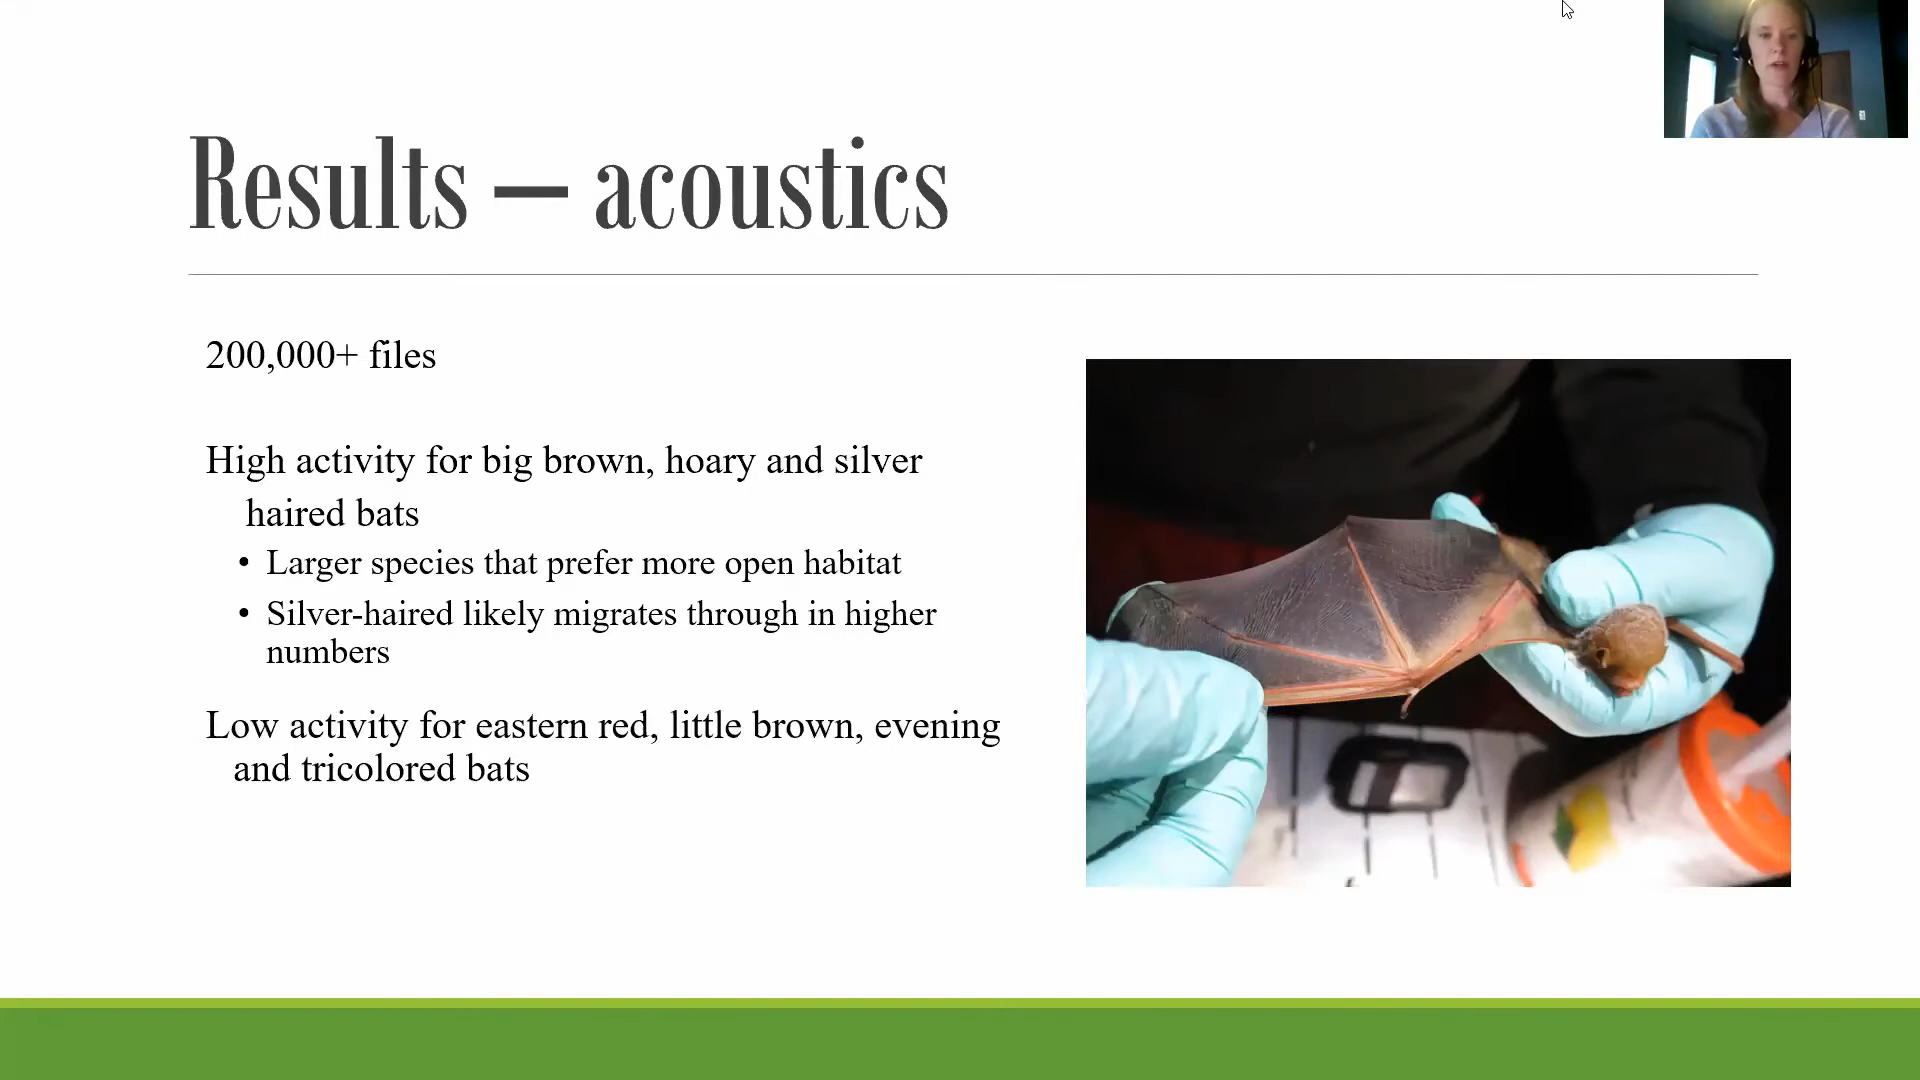 Results – acoustics
200,000+ files
High activity for big brown, hoary and silver
haired bats
• Larger species that prefer more open habitat
• Silver-haired likely migrates through in higher
numbers
Low activity for eastern red, little brown, evening
and tricolored bats